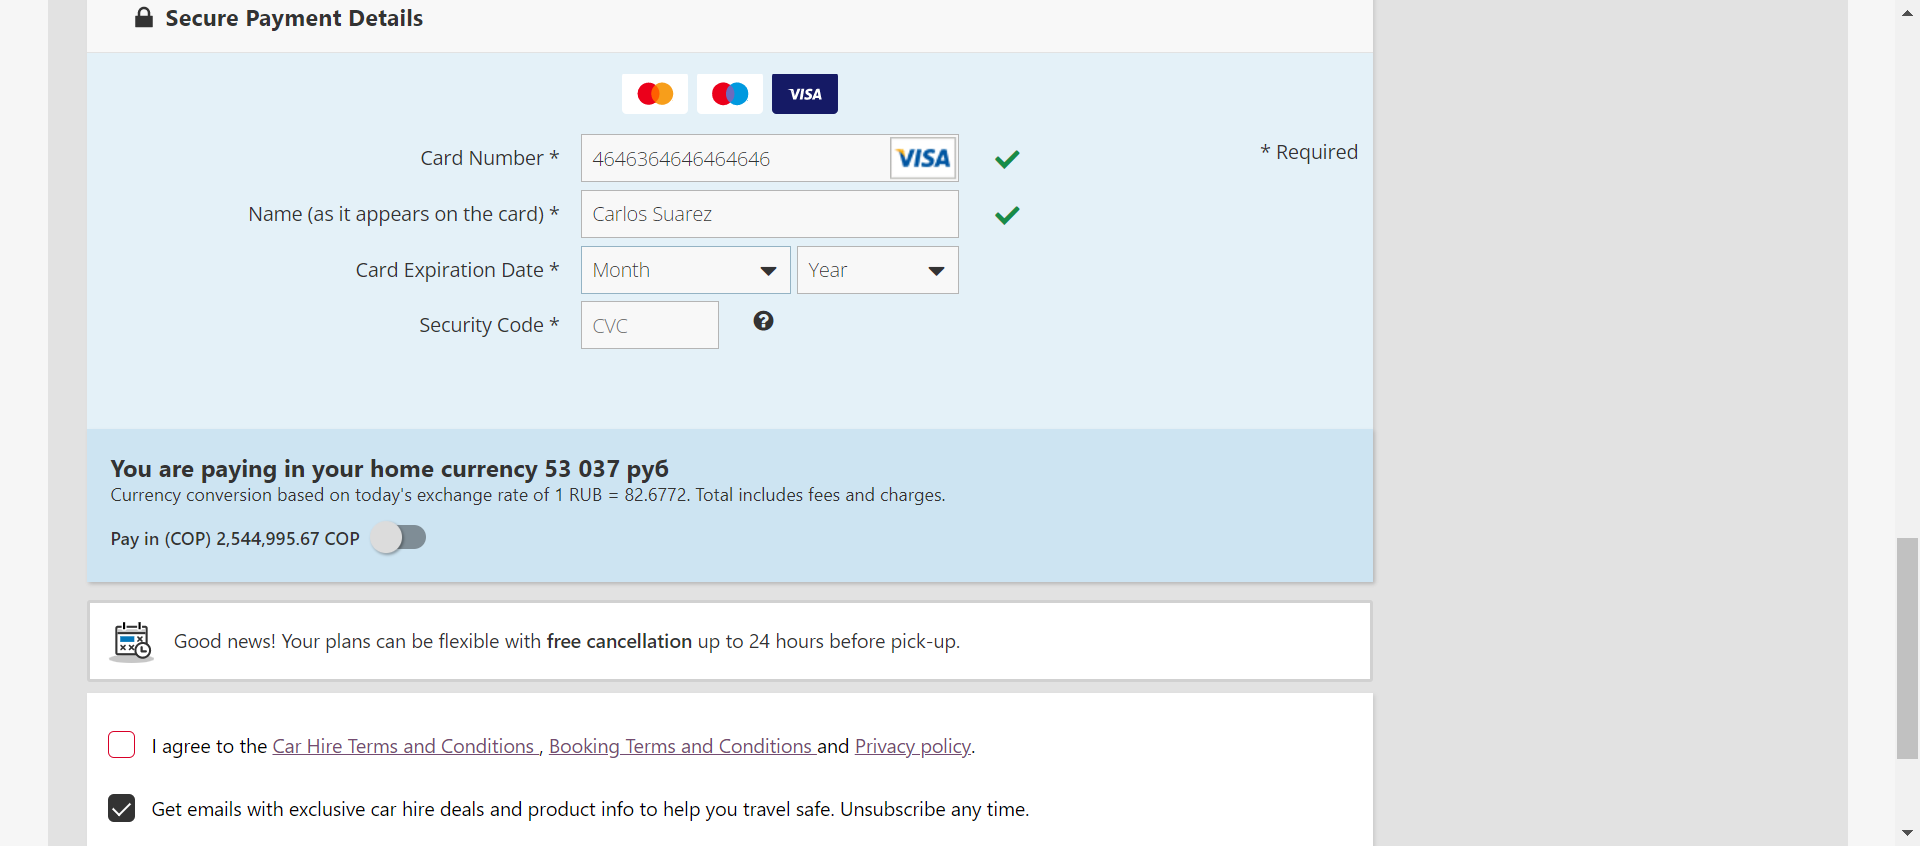 Secure Payment Details
VISA
Card Number *
4646364646464646
VISA
* Required
Name (as it appears on the card) *
Carlos Suarez
Card Expiration Date *
Month
Year
Security Code *
CVC
You are paying in your home currency 53 037 руб
Currency conversion based on today's exchange rate of 1 RUB = 82.6772. Total includes fees and charges.
Pay in (COP) 2,544,995.67 COP
Good news! Your plans can be flexible with free cancellation up to 24 hours before pick-up.
I agree to the Car Hire Terms and Conditions , Booking Terms and Conditions and Privacy policy.
Get emails with exclusive car hire deals and product info to help you travel safe. Unsubscribe any time.